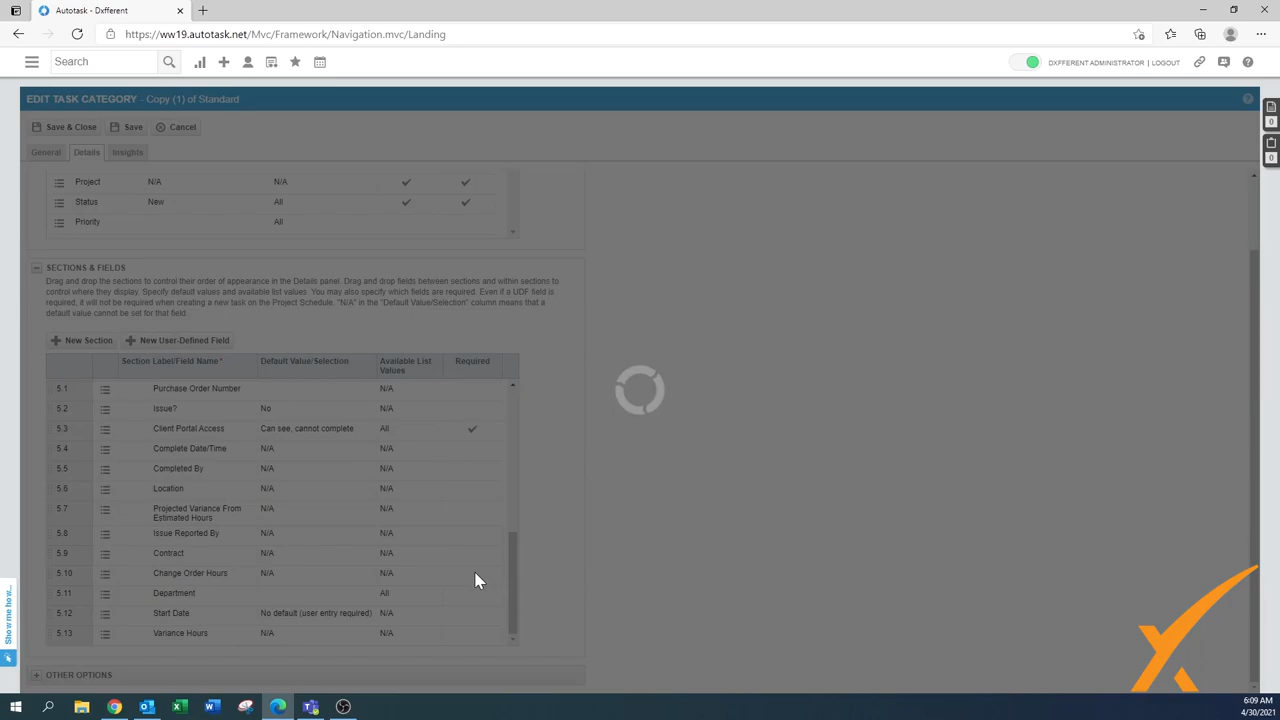 Autotask - Dxfferent
https://ww19.autotask.net/Mvc/Framework/Navigation.mvc/Landing
Search
DXFFERENT ADMINISTRATOR | LOGOUT
EDIT TASK CATEGORY - Copy (1) of Standard
Save & Close Save Cancel
0
General Details Insights
0
Project N/A N/A
Status New All
Priority All
SECTIONS & FIELDS
Drag and drop the sections to control their order of appearance in the Details panel. Drag and drop fields between sections and within sections to
control where they display. Specify default values and available list values. You may also specify which fields are required. Even if a UDF field is
required, it will not be required when creating a new task on the Project Schedule. "N/A" in the "Default Value/Selection" column means that a
default value cannot be set for that field.
New Section New User-Defined Field
Section Label/Field Name* Default Value/Selection Available List Values Required
5.1 Purchase Order Number N/A
5.2 Issue? No N/A
5.3 Client Portal Access Can see, cannot complete All
5.4 Complete Date/Time N/A N/A
5.5 Completed By N/A N/A
5.6 Location N/A N/A
5.7 Projected Variance From Estimated Hours N/A N/A
5.8 Issue Reported By N/A N/A
5.9 Contract N/A N/A
5.10 Change Order Hours N/A N/A
5.11 Department All
5.12 Start Date No default (user entry required) N/A
5.13 Variance Hours N/A N/A
OTHER OPTIONS
Show me how...
6:09 AM
4/30/2021